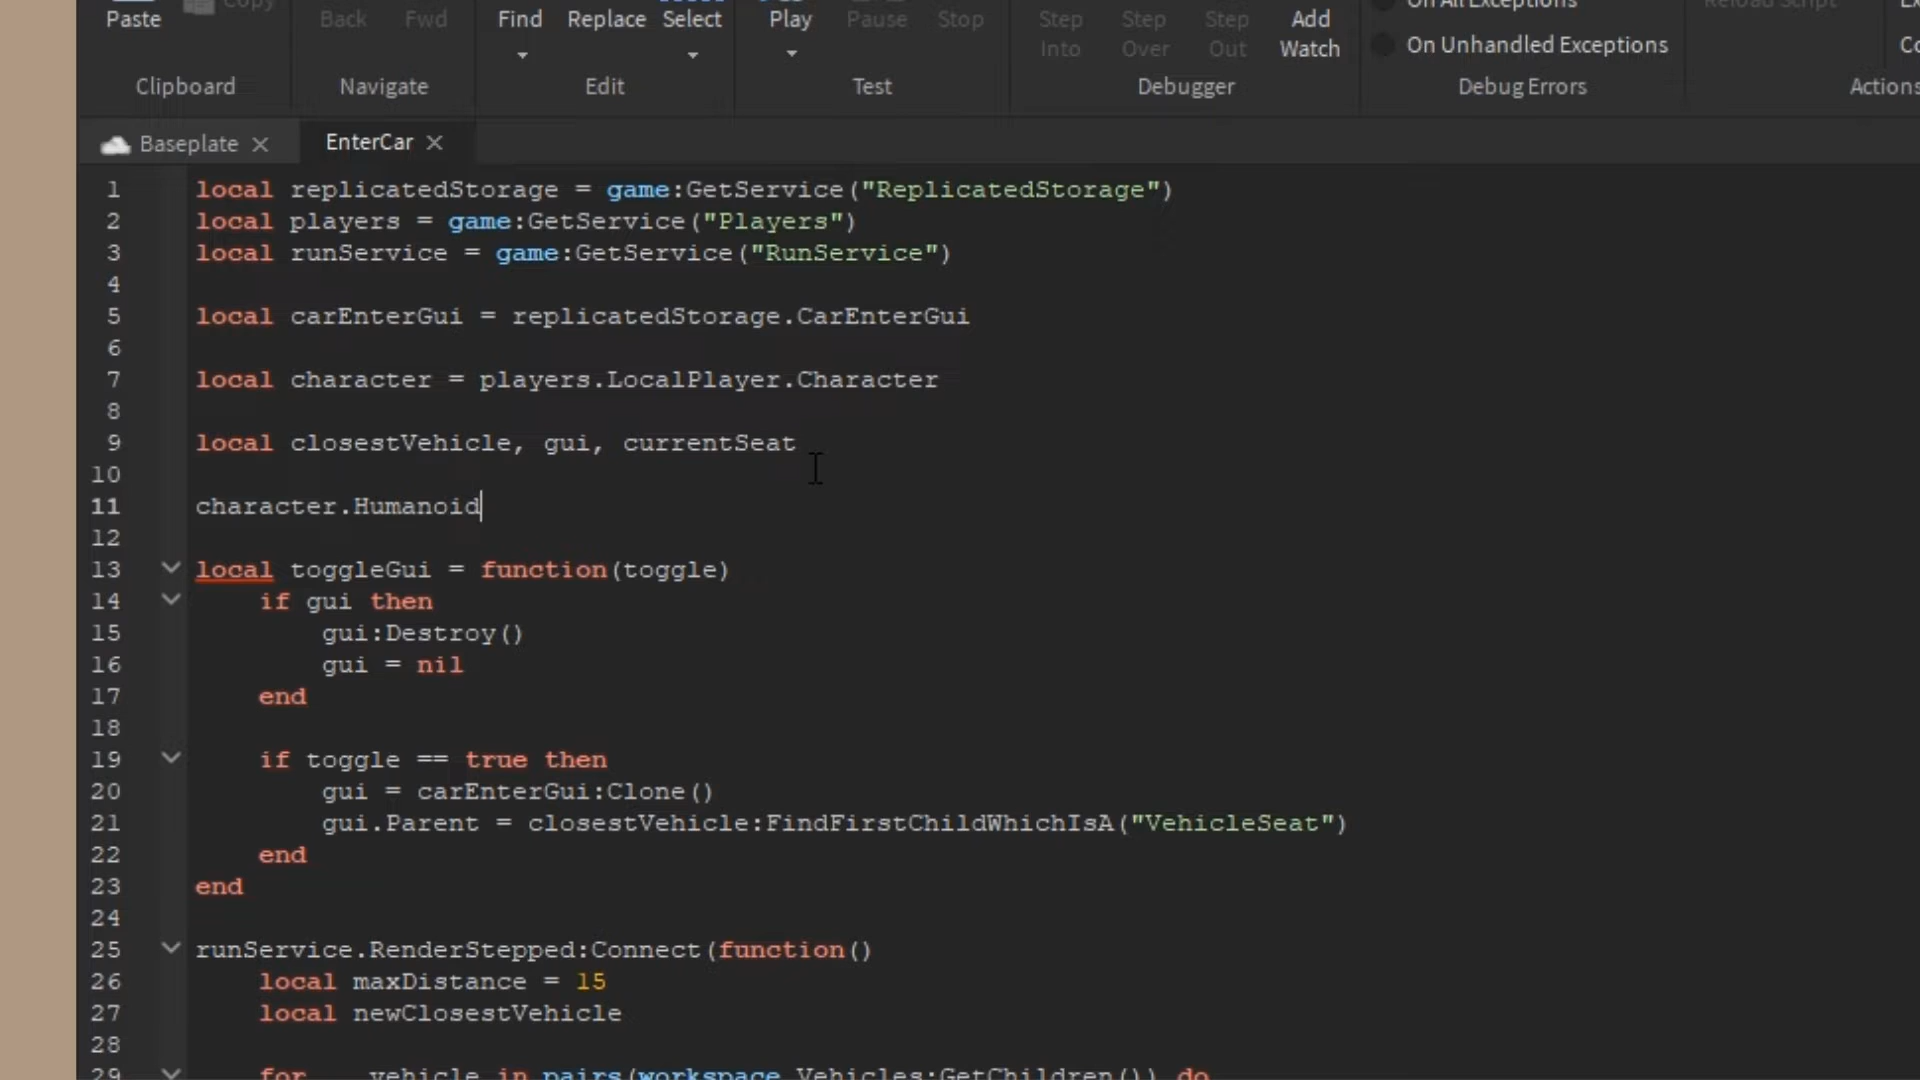 Paste
Copy
Back
Fwd
Find
Replace
Select
Play
Pause
Stop
Step Into
Step Over
Step Out
Add Watch
On All Exceptions
On Unhandled Exceptions
Reload Script
Clipboard
Navigate
Edit
Test
Debugger
Debug Errors
Actions
Baseplate
EnterCar
1 local replicatedStorage = game:GetService("ReplicatedStorage")
2 local players = game:GetService("Players")
3 local runService = game:GetService("RunService")
4
5 local carEnterGui = replicatedStorage.CarEnterGui
6
7 local character = players.LocalPlayer.Character
8
9 local closestVehicle, gui, currentSeat
10
11 character.Humanoid
12
13 local toggleGui = function(toggle)
14 if gui then
15 gui:Destroy()
16 gui = nil
17 end
18
19 if toggle == true then
20 gui = carEnterGui:Clone()
21 gui.Parent = closestVehicle:FindFirstChildWhichIsA("VehicleSeat")
22 end
23 end
24
25 runService.RenderStepped:Connect(function()
26 local maxDistance = 15
27 local newClosestVehicle
28
29 for _, vehicle in pairs(workspace.Vehicles:GetChildren()) do